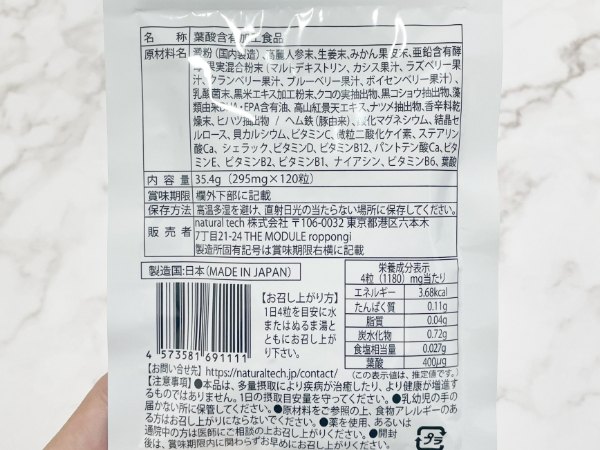 名 称 葉酸含有加工食品
原材料名 澱粉(国内製造)、高麗人参末、生姜末、みかん果皮末、亜鉛含有酵
果実混合粉末(マルトデキストリン、カシス果汁、ラズベリー果
汁、クランベリー果汁、ブルーベリー果汁、ボイセンベリー果汁)、
乳酸菌末、黒米エキス加工粉末、クコの実抽出物、黒コショウ抽出物、藻
類由来DHA・EPA含有油、高山紅景天エキス、ナツメ抽出物、香辛料乾
燥末、ヒハツ抽出物/ヘム鉄(豚由来)、酸化マグネシウム、結晶セ
ルロース、貝カルシウム、ビタミンC、微粒二酸化ケイ素、ステアリン
酸Ca、シェラック、ビタミンD、ビタミンB12、パントテン酸Ca、ビタ
ミンE、ビタミンB2、ビタミンB1、ナイアシン、ビタミンB6、葉酸
内 容 量 35.4g(295mg×120粒)
賞味期限 欄外下部に記載
保存方法 高温多湿を避け、直射日光の当たらない場所に保存してください。
販 売 者 natural tech 株式会社 〒106-0032 東京都港区六本木
7丁目21-24 THE MODULE roppongi
製造所固有記号は賞味期限右横に記載
製造国:日本(MADE IN JAPAN)
栄養成分表示
4粒(1180)mg当たり
エネルギー 3.68kcal
たんぱく質 0.11g
脂質 0.04g
炭水化物 0.72g
食塩相当量 0.027g
葉酸 400μg
(この表示値は、推定値です。)
【お召し上がり方】
1日4粒を目安に水
またはぬるま湯と
ともにお召し上が
り下さい。
4 573581 691111
【お問い合せ先】https://naturaltech.jp/contact/
【注意事項】●本品は、多量摂取により疾病が治癒したり、より健康が増進す
るものではありません。1日の摂取目安量を守ってください。●乳幼児の手の
届かない所に保管してください。●原材料をご参照の上、食物アレルギーのあ
る方はお召し上がりにならないでください。●薬を使用、あるいは
通院中の方は医師にご相談の上お召し上がりください。●開封
後は、賞味期限内に関わらずお早めにお召し上がりください。
プラ